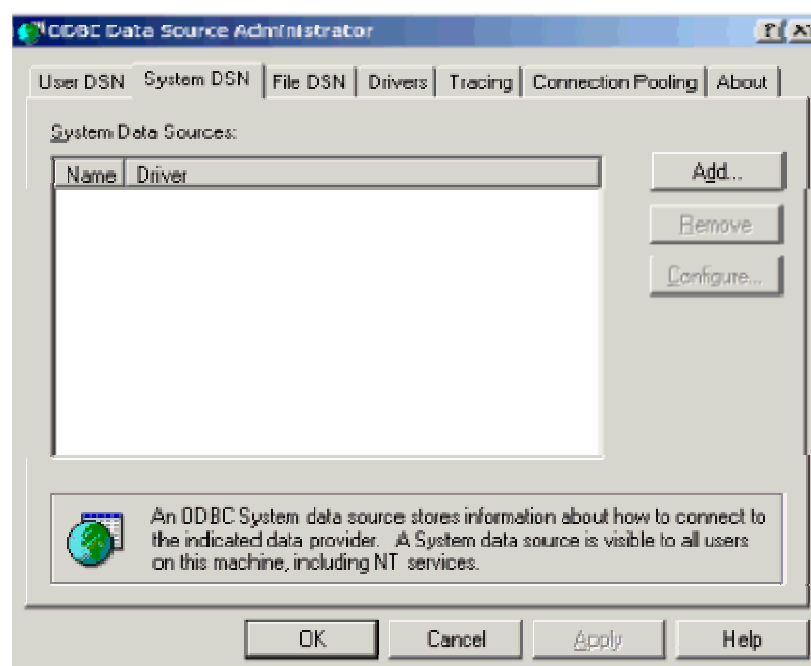 ODBC Data Source Administrator
User DSN System DSN File DSN Drivers Tracing Connection Pooling About
System Data Sources:
Name Driver
Add...
Remove
Configure...
An ODBC System data source stores information about how to connect to
the indicated data provider. A System data source is visible to all users
on this machine, including NT services.
OK Cancel Apply Help